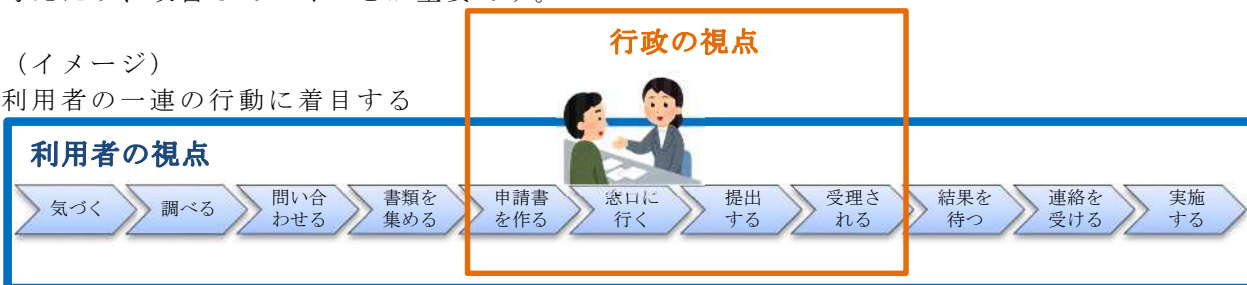 行政の視点
（イメージ）
利用者の一連の行動に着目する
利用者の視点
気づく
調べる
問い合
わせる
書類を
集める
申請書
を作る
窓口に
行く
提出
する
受理さ
れる
結果を
待つ
連絡を
受ける
実施
する